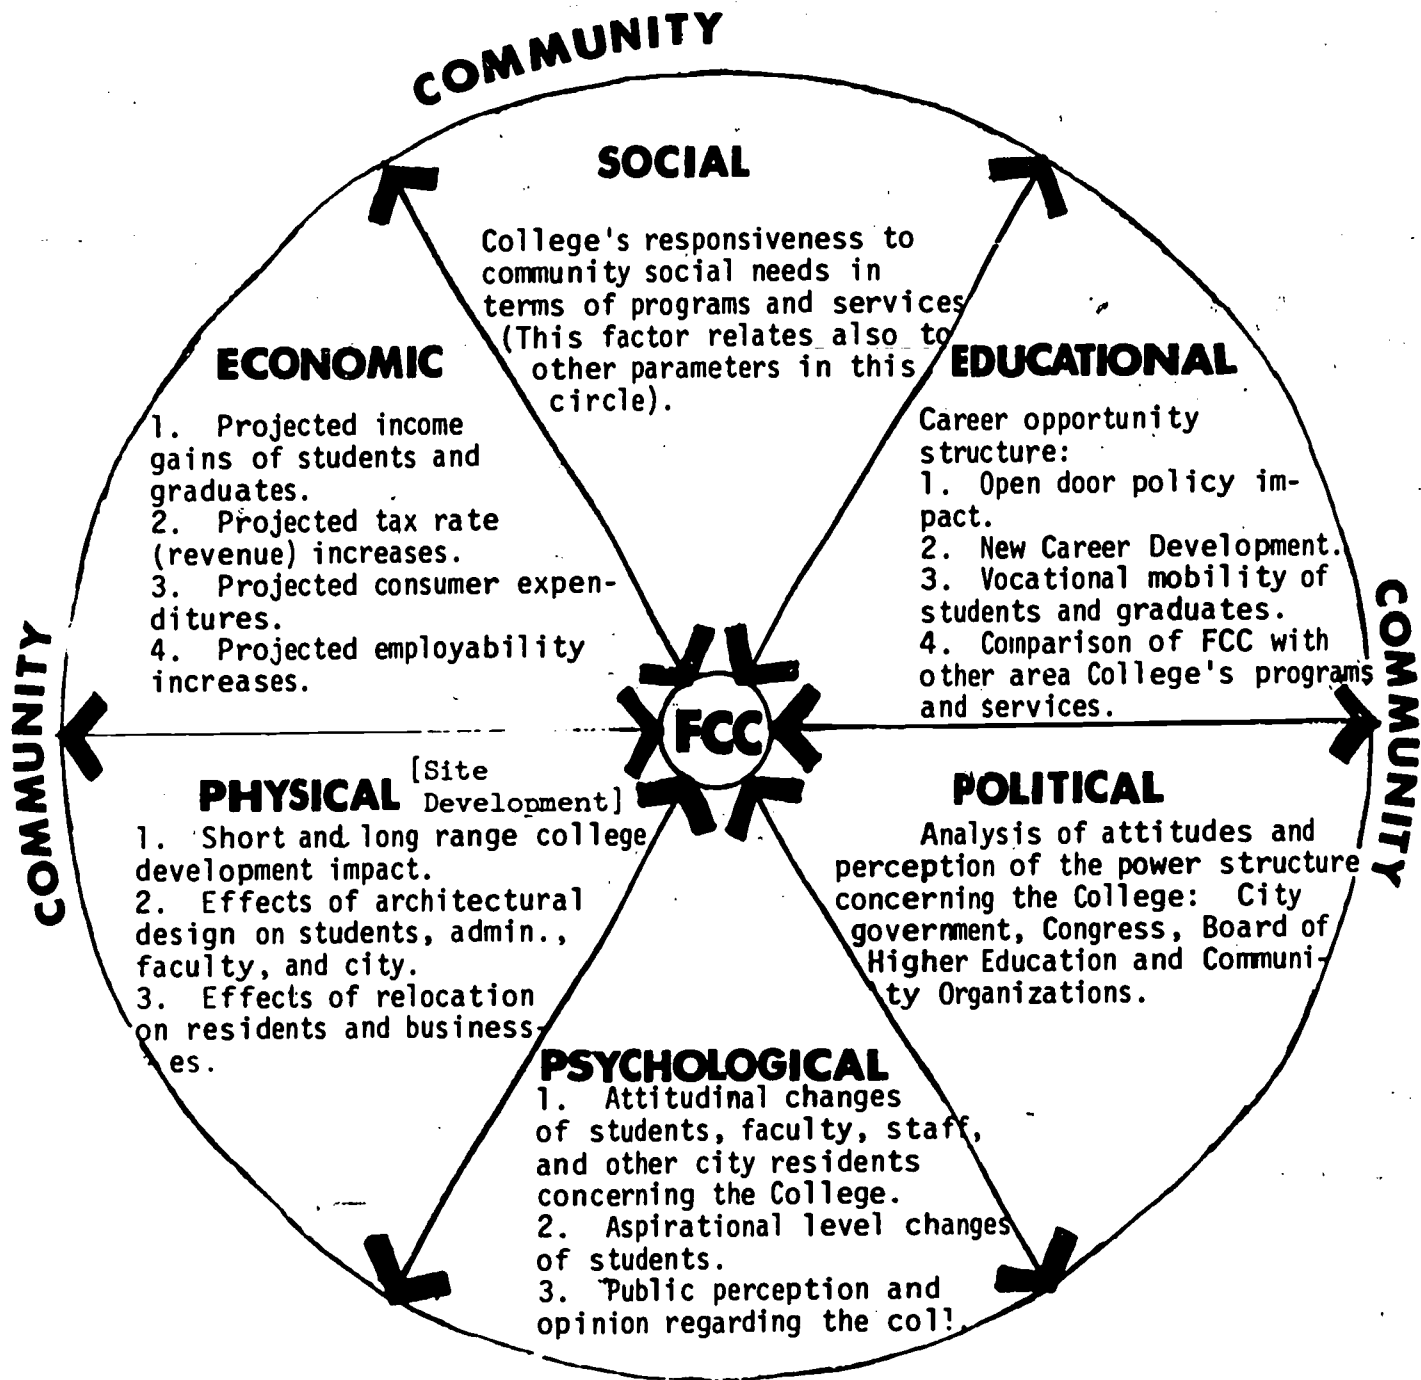 COMMUNITY
SOCIAL
College's responsiveness to
community social needs in
terms of programs and services
(This factor relates also to
other parameters in this
circle).
ECONOMIC
1. Projected income
gains of students and
graduates.
2. Projected tax rate
(revenue) increases.
3. Projected consumer expen-
ditures.
4. Projected employability
increases.
EDUCATIONAL
Career opportunity
structure:
1. Open door policy im-
pact.
2. New Career Development.
3. Vocational mobility of
students and graduates.
4. Comparison of FCC with
other area College's programs
and services.
COMMUNITY
FCC
COMMUNITY
PHYSICAL [Site
Development]
1. Short and long range college
development impact.
2. Effects of architectural
design on students, admin.,
faculty, and city.
3. Effects of relocation
on residents and business-
es.
POLITICAL
Analysis of attitudes and
perception of the power structure
concerning the College: City
government, Congress, Board of
Higher Education and Communi-
ty Organizations.
PSYCHOLOGICAL
1. Attitudinal changes
of students, faculty, staff,
and other city residents
concerning the College.
2. Aspirational level changes
of students.
3. Public perception and
opinion regarding the